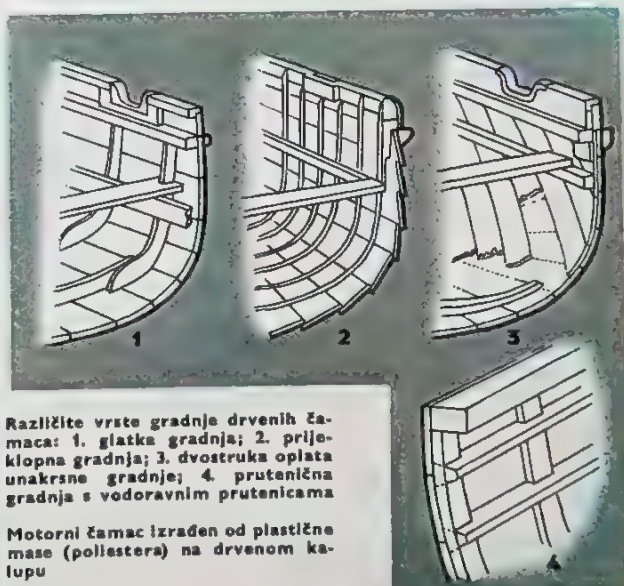 1
2
3
4
Različite vrste gradnje drvenih ča-
maca: 1. glatka gradnja; 2. prije-
klopna gradnja; 3. dvostruka oplata
unakrsne gradnje; 4. prutenična
gradnja s vodoravnim prutenicama
Motorni čamac izrađen od plastične
mase (poliestera) na drvenom ka-
lupu